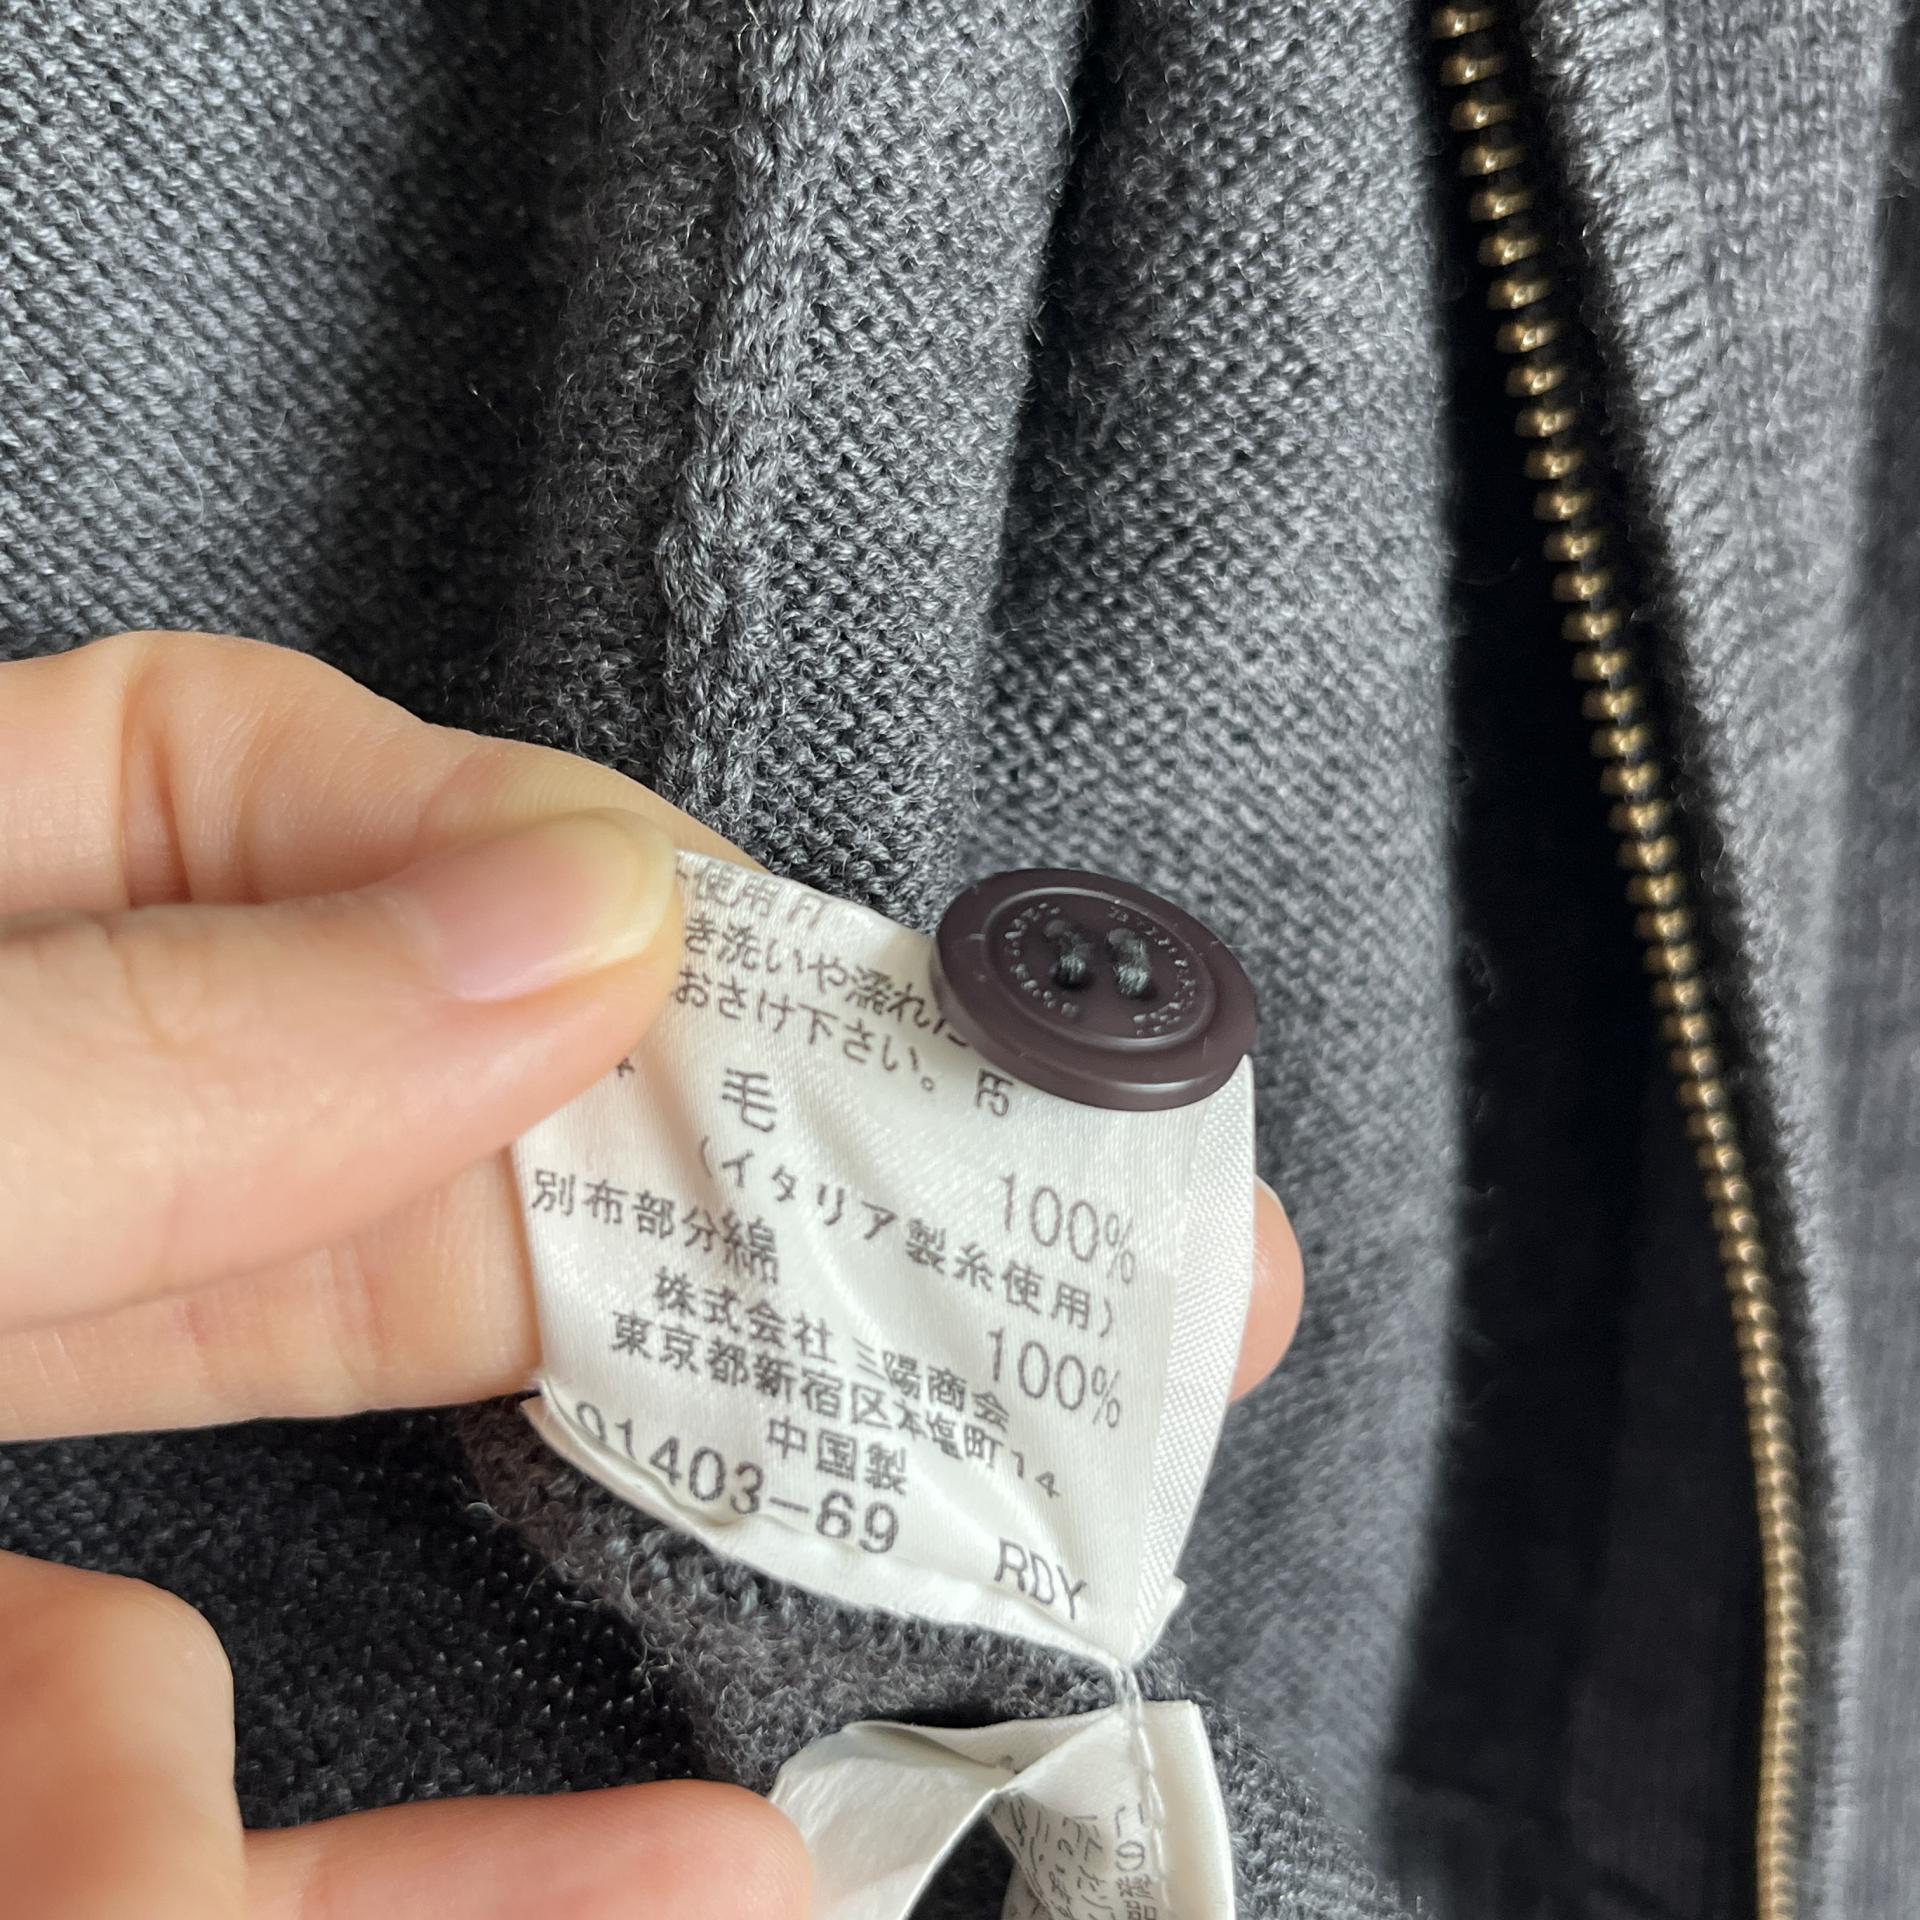 使用
き洗いや濡れた
おさけ下さい。
毛 100%
(イタリア製糸使用)
別布部分綿 100%
株式会社 三陽商会
東京都新宿区本塩町14
中国製
01403-69
RDY